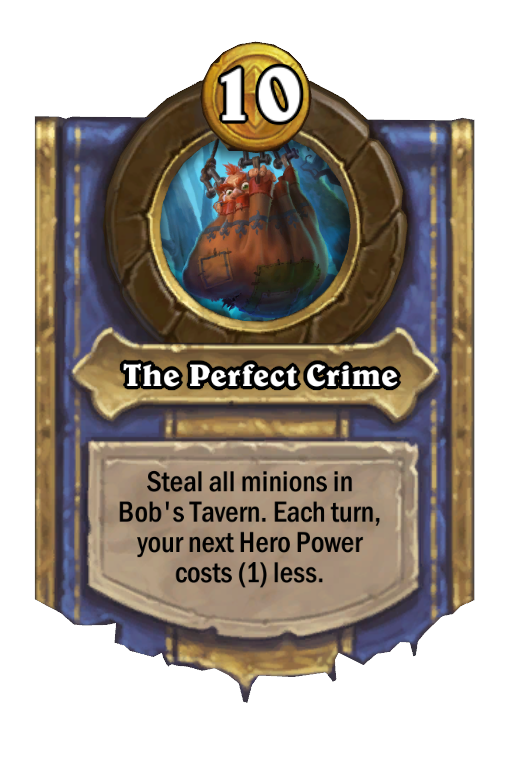 10
The Perfect Crime
Steal all minions in
Bob's Tavern. Each turn,
your next Hero Power
costs (1) less.